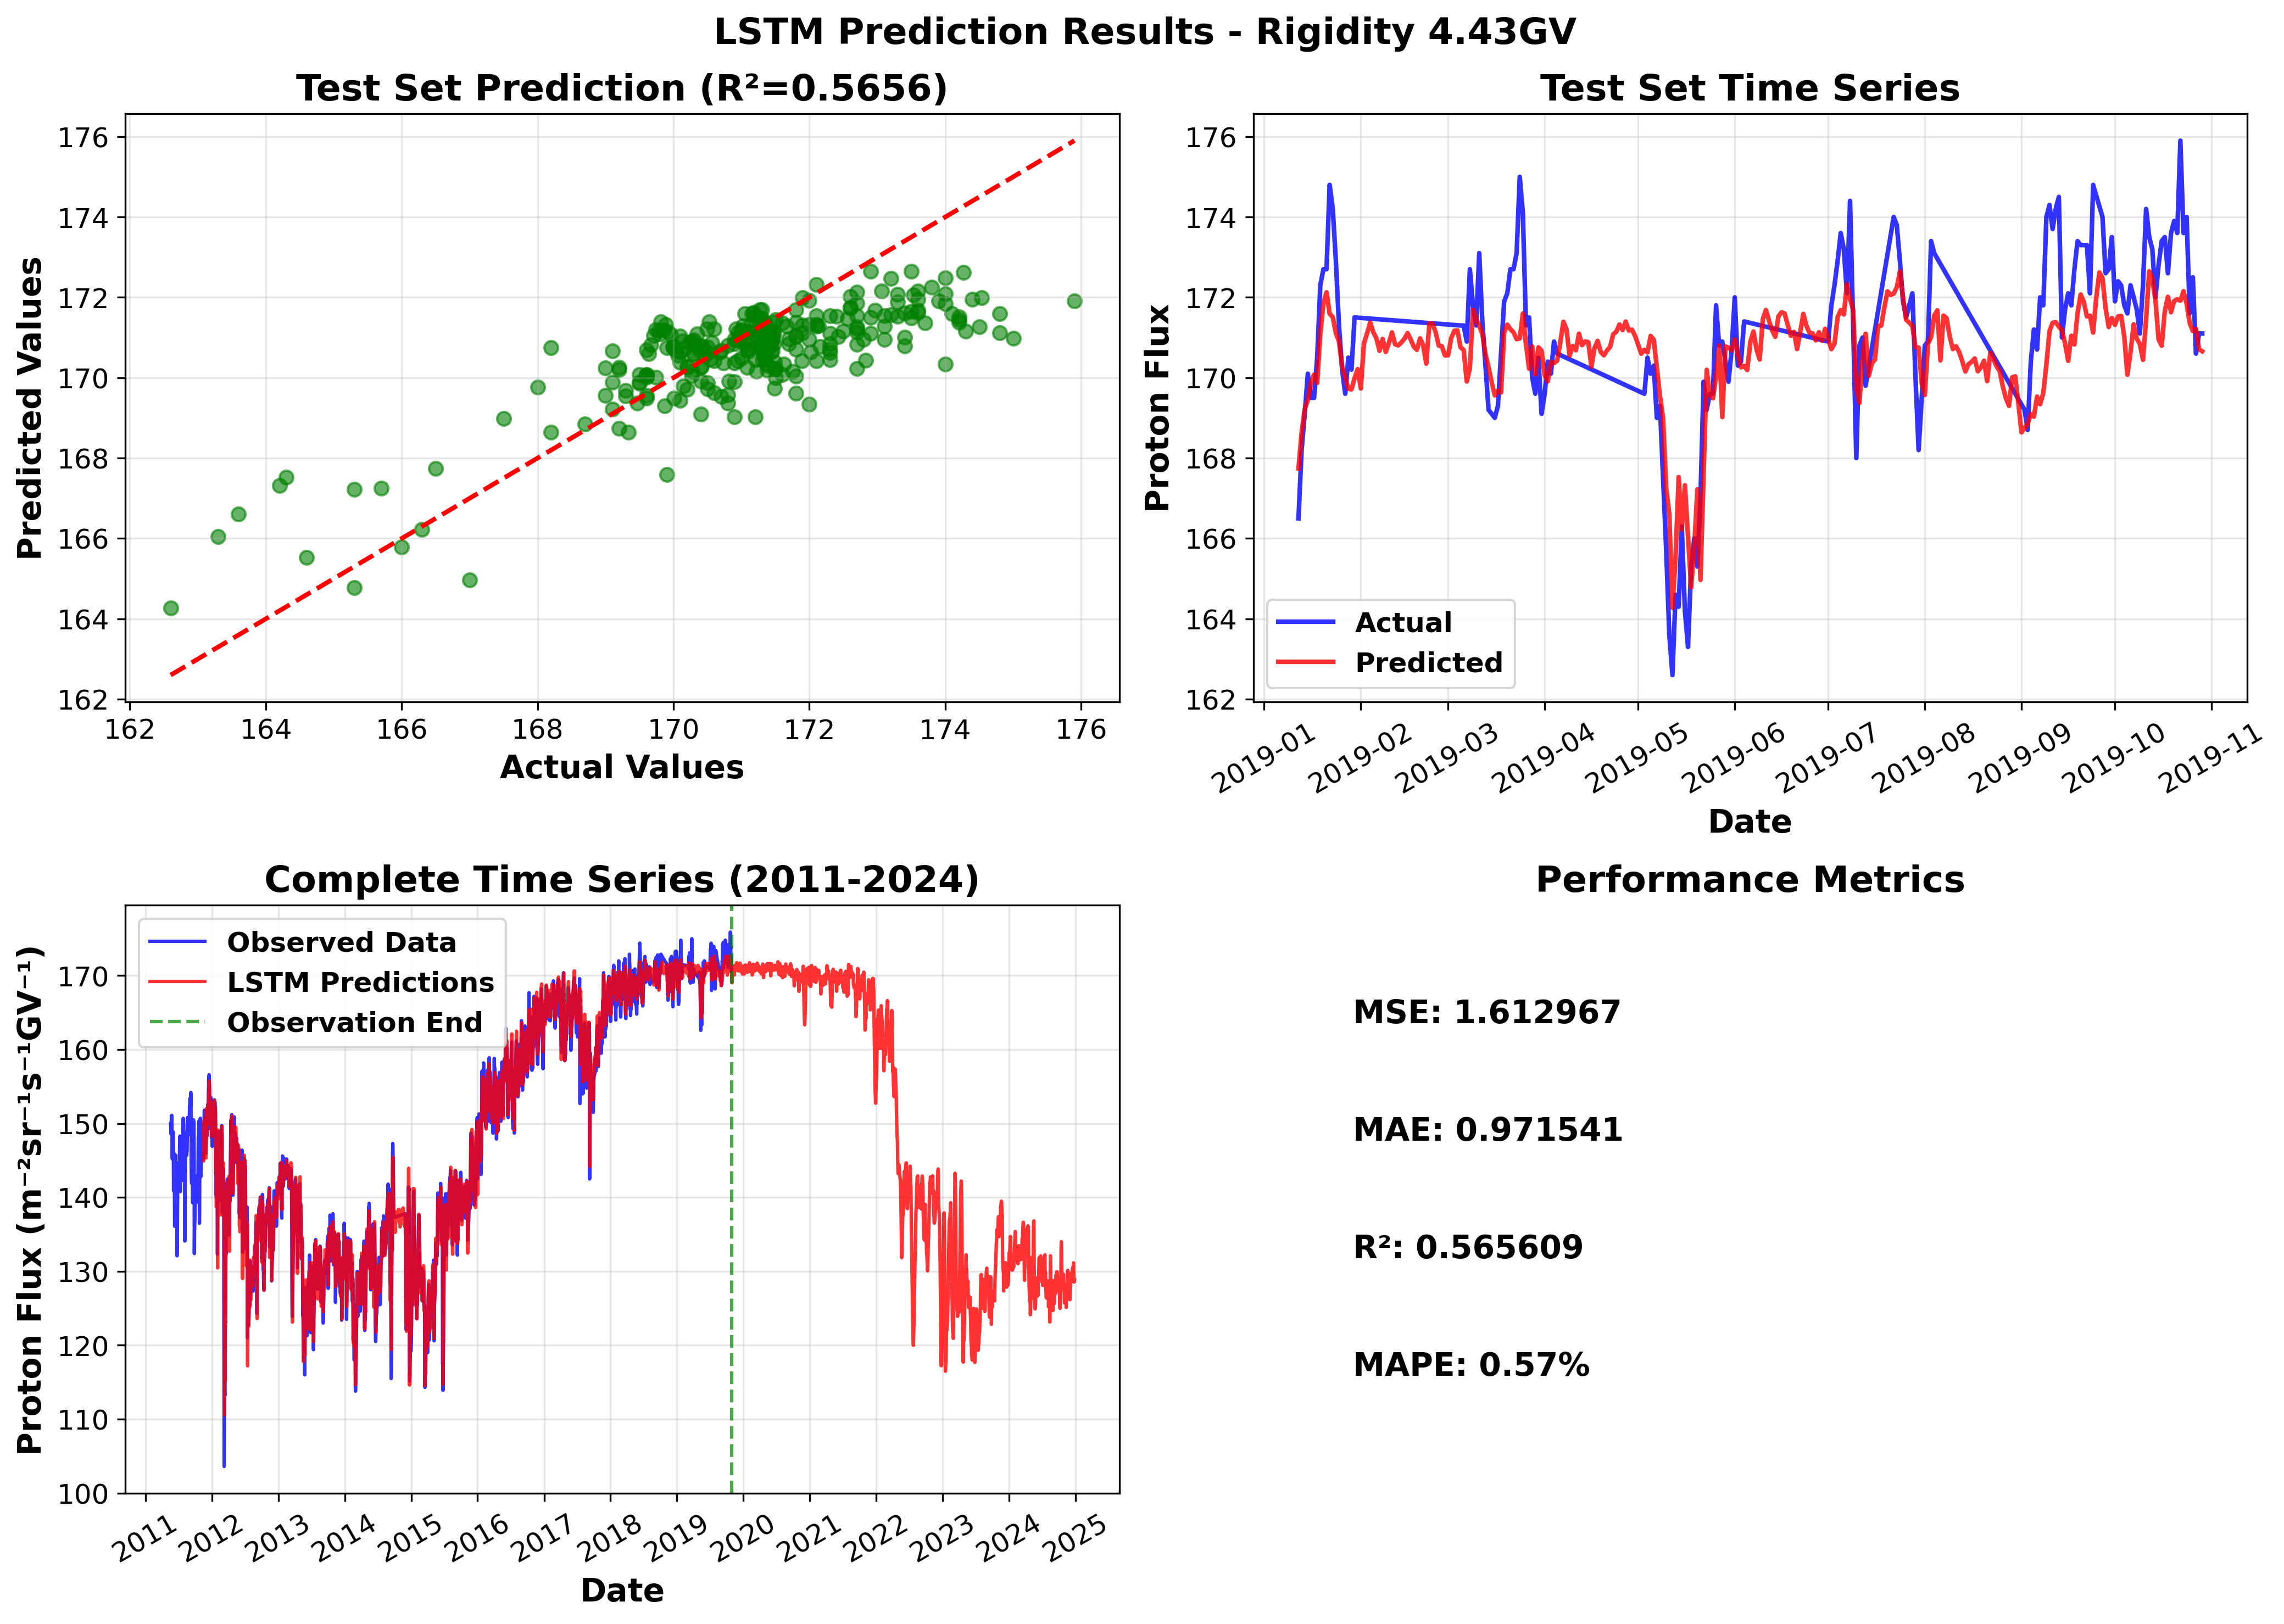 LSTM Prediction Results - Rigidity 4.43GV
Test Set Prediction (R²=0.5656)
Predicted Values
176
174
172
170
168
166
164
162
162 164 166 168 170 172 174 176
Actual Values
Test Set Time Series
Proton Flux
176
174
172
170
168
166
164
162
Actual
Predicted
2019-01 2019-02 2019-03 2019-04 2019-05 2019-06 2019-07 2019-08 2019-09 2019-10 2019-11
Date
Complete Time Series (2011-2024)
Proton Flux (m⁻²sr⁻¹s⁻¹GV⁻¹)
170
160
150
140
130
120
110
100
Observed Data
LSTM Predictions
Observation End
2011 2012 2013 2014 2015 2016 2017 2018 2019 2020 2021 2022 2023 2024 2025
Date
Performance Metrics
MSE: 1.612967
MAE: 0.971541
R²: 0.565609
MAPE: 0.57%